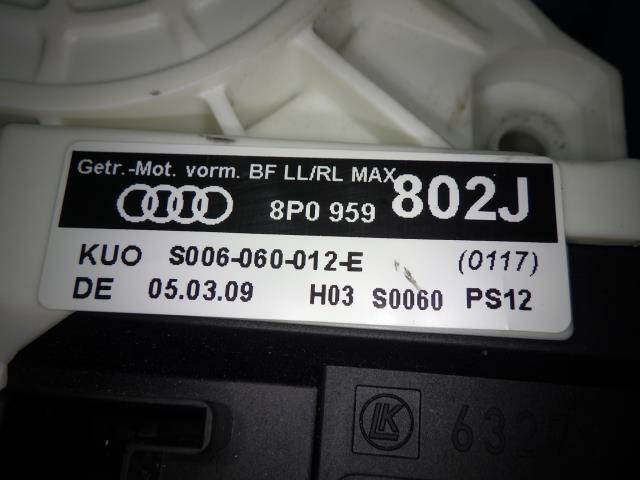 Getr.-Mot. vorm. BF LL/RL MAX
8P0 959 802J
KUO S006-060-012-E (0117)
DE 05.03.09 H03 S0060 PS12
LK 6327